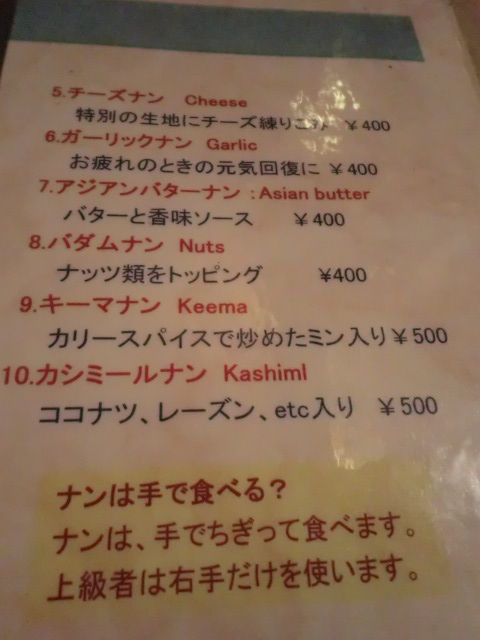 5.チーズナン Cheese
特別の生地にチーズ練りこみ ￥400
6.ガーリックナン Garlic
お疲れのときの元気回復に ￥400
7.アジアンバターナン :Asian butter
バターと香味ソース ￥400
8.バダムナン Nuts
ナッツ類をトッピング ¥400
9.キーマナン Keema
カリースパイスで炒めたミン入り￥500
10.カシミールナン Kashiml
ココナツ、レーズン、etc入り ￥500
ナンは手で食べる？
ナンは、手でちぎって食べます。
上級者は右手だけを使います。